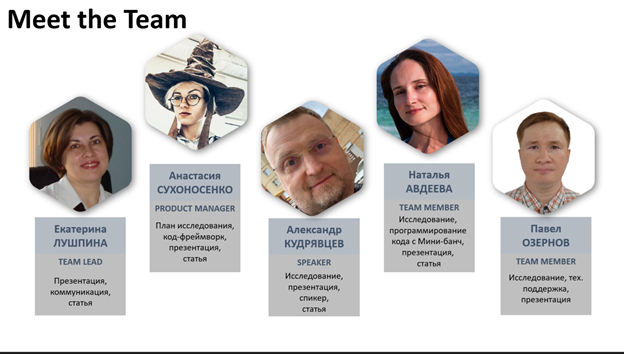 Meet the Team
Екатерина
ЛУШПИНА
TEAM LEAD
Презентация,
коммуникация,
статья
Анастасия
СУХОНОСЕНКО
PRODUCT MANAGER
План исследования,
код-фреймворк,
презентация,
статья
Александр
КУДРЯВЦЕВ
SPEAKER
Исследование,
презентация,
спикер,
статья
Наталья
АВДЕЕВА
TEAM MEMBER
Исследование,
программирование
кода с Мини-банч,
презентация,
статья
Павел
ОЗЕРНОВ
TEAM MEMBER
Исследование, тех.
поддержка,
презентация